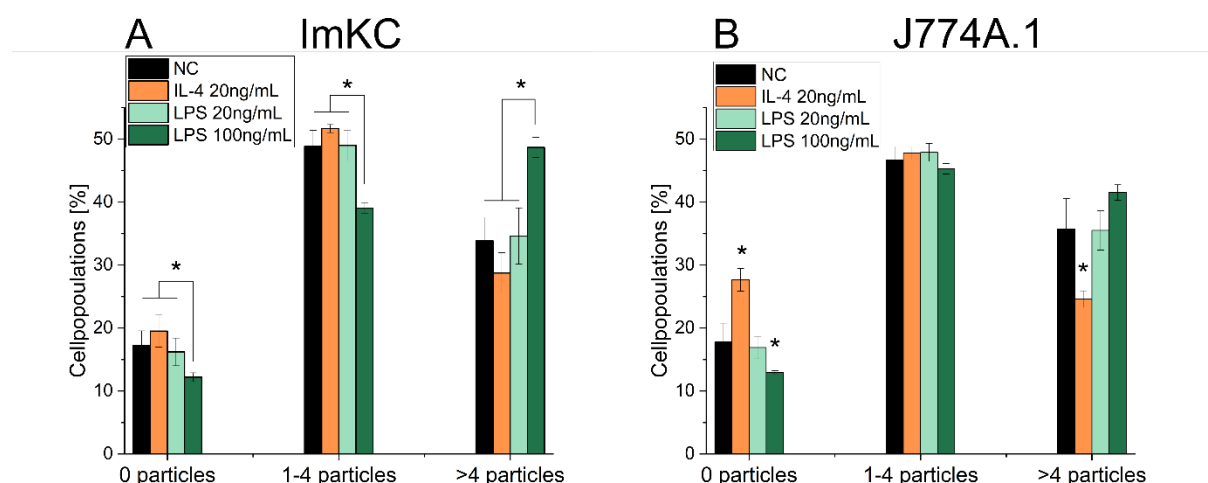 A
ImKC
NC
IL-4 20ng/mL
LPS 20ng/mL
LPS 100ng/mL
*
*
*
Cellpopoulations [%]
50
40
30
20
10
0
0 particles
1-4 particles
>4 particles
B
J774A.1
NC
IL-4 20ng/mL
LPS 20ng/mL
LPS 100ng/mL
*
*
*
Cellpopoulations [%]
50
40
30
20
10
0
0 particles
1-4 particles
>4 particles